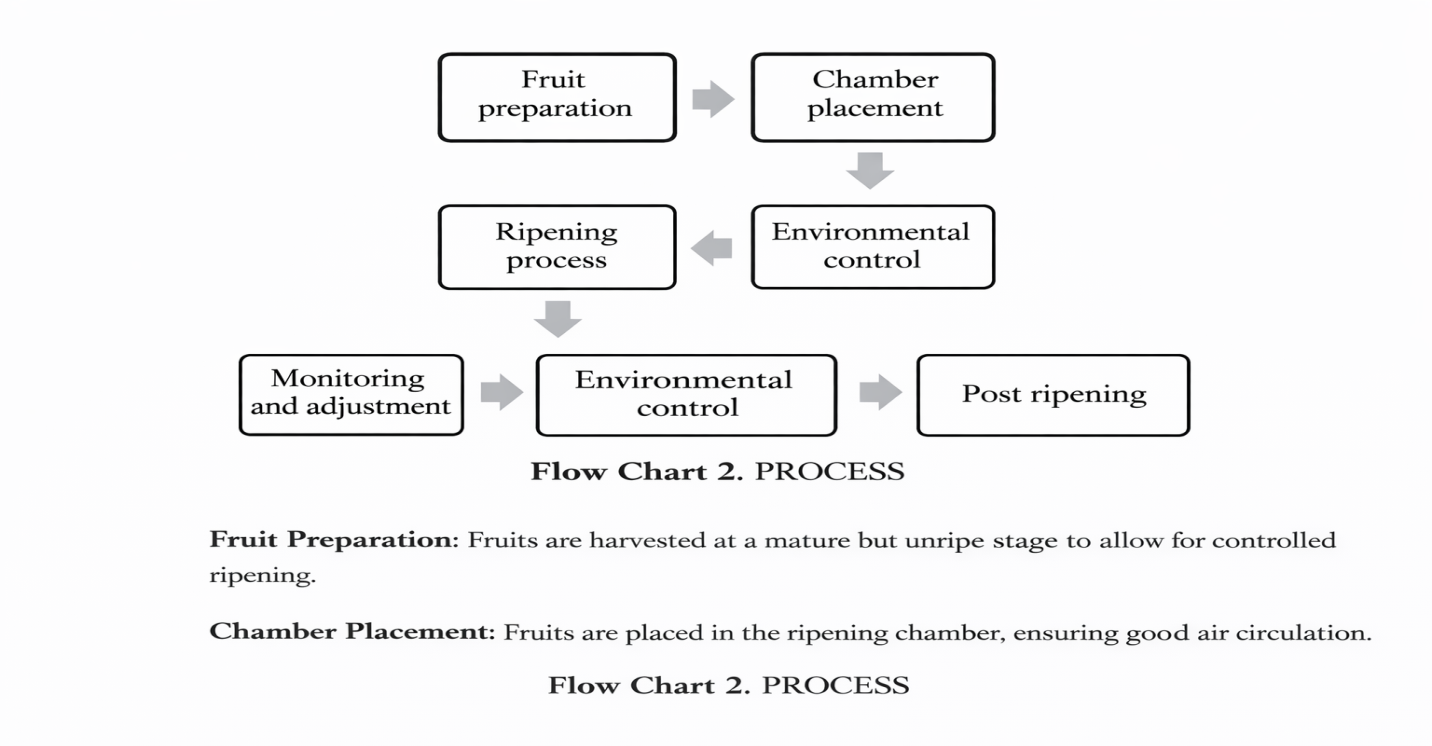 Fruit
preparation
Chamber
placement
Ripening
process
Environmental
control
Monitoring
and adjustment
Environmental
control
Post ripening
Flow Chart 2. PROCESS
Fruit Preparation: Fruits are harvested at a mature but unripe stage to allow for controlled
ripening.
Chamber Placement: Fruits are placed in the ripening chamber, ensuring good air circulation.
Flow Chart 2. PROCESS